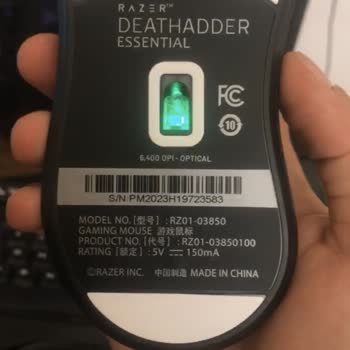 RAZER™
DEATHADDER
ESSENTIAL
FC
10
6,400 DPI - OPTICAL
S/N:PM2023H19723583
MODEL NO. [型号] : RZ01-03850
GAMING MOUSE 游戏鼠标
PRODUCT NO. [代号] : RZ01-03850100
RATING [额定] : 5V ⎓ 150mA
©RAZER INC. 中国制造 MADE IN CHINA